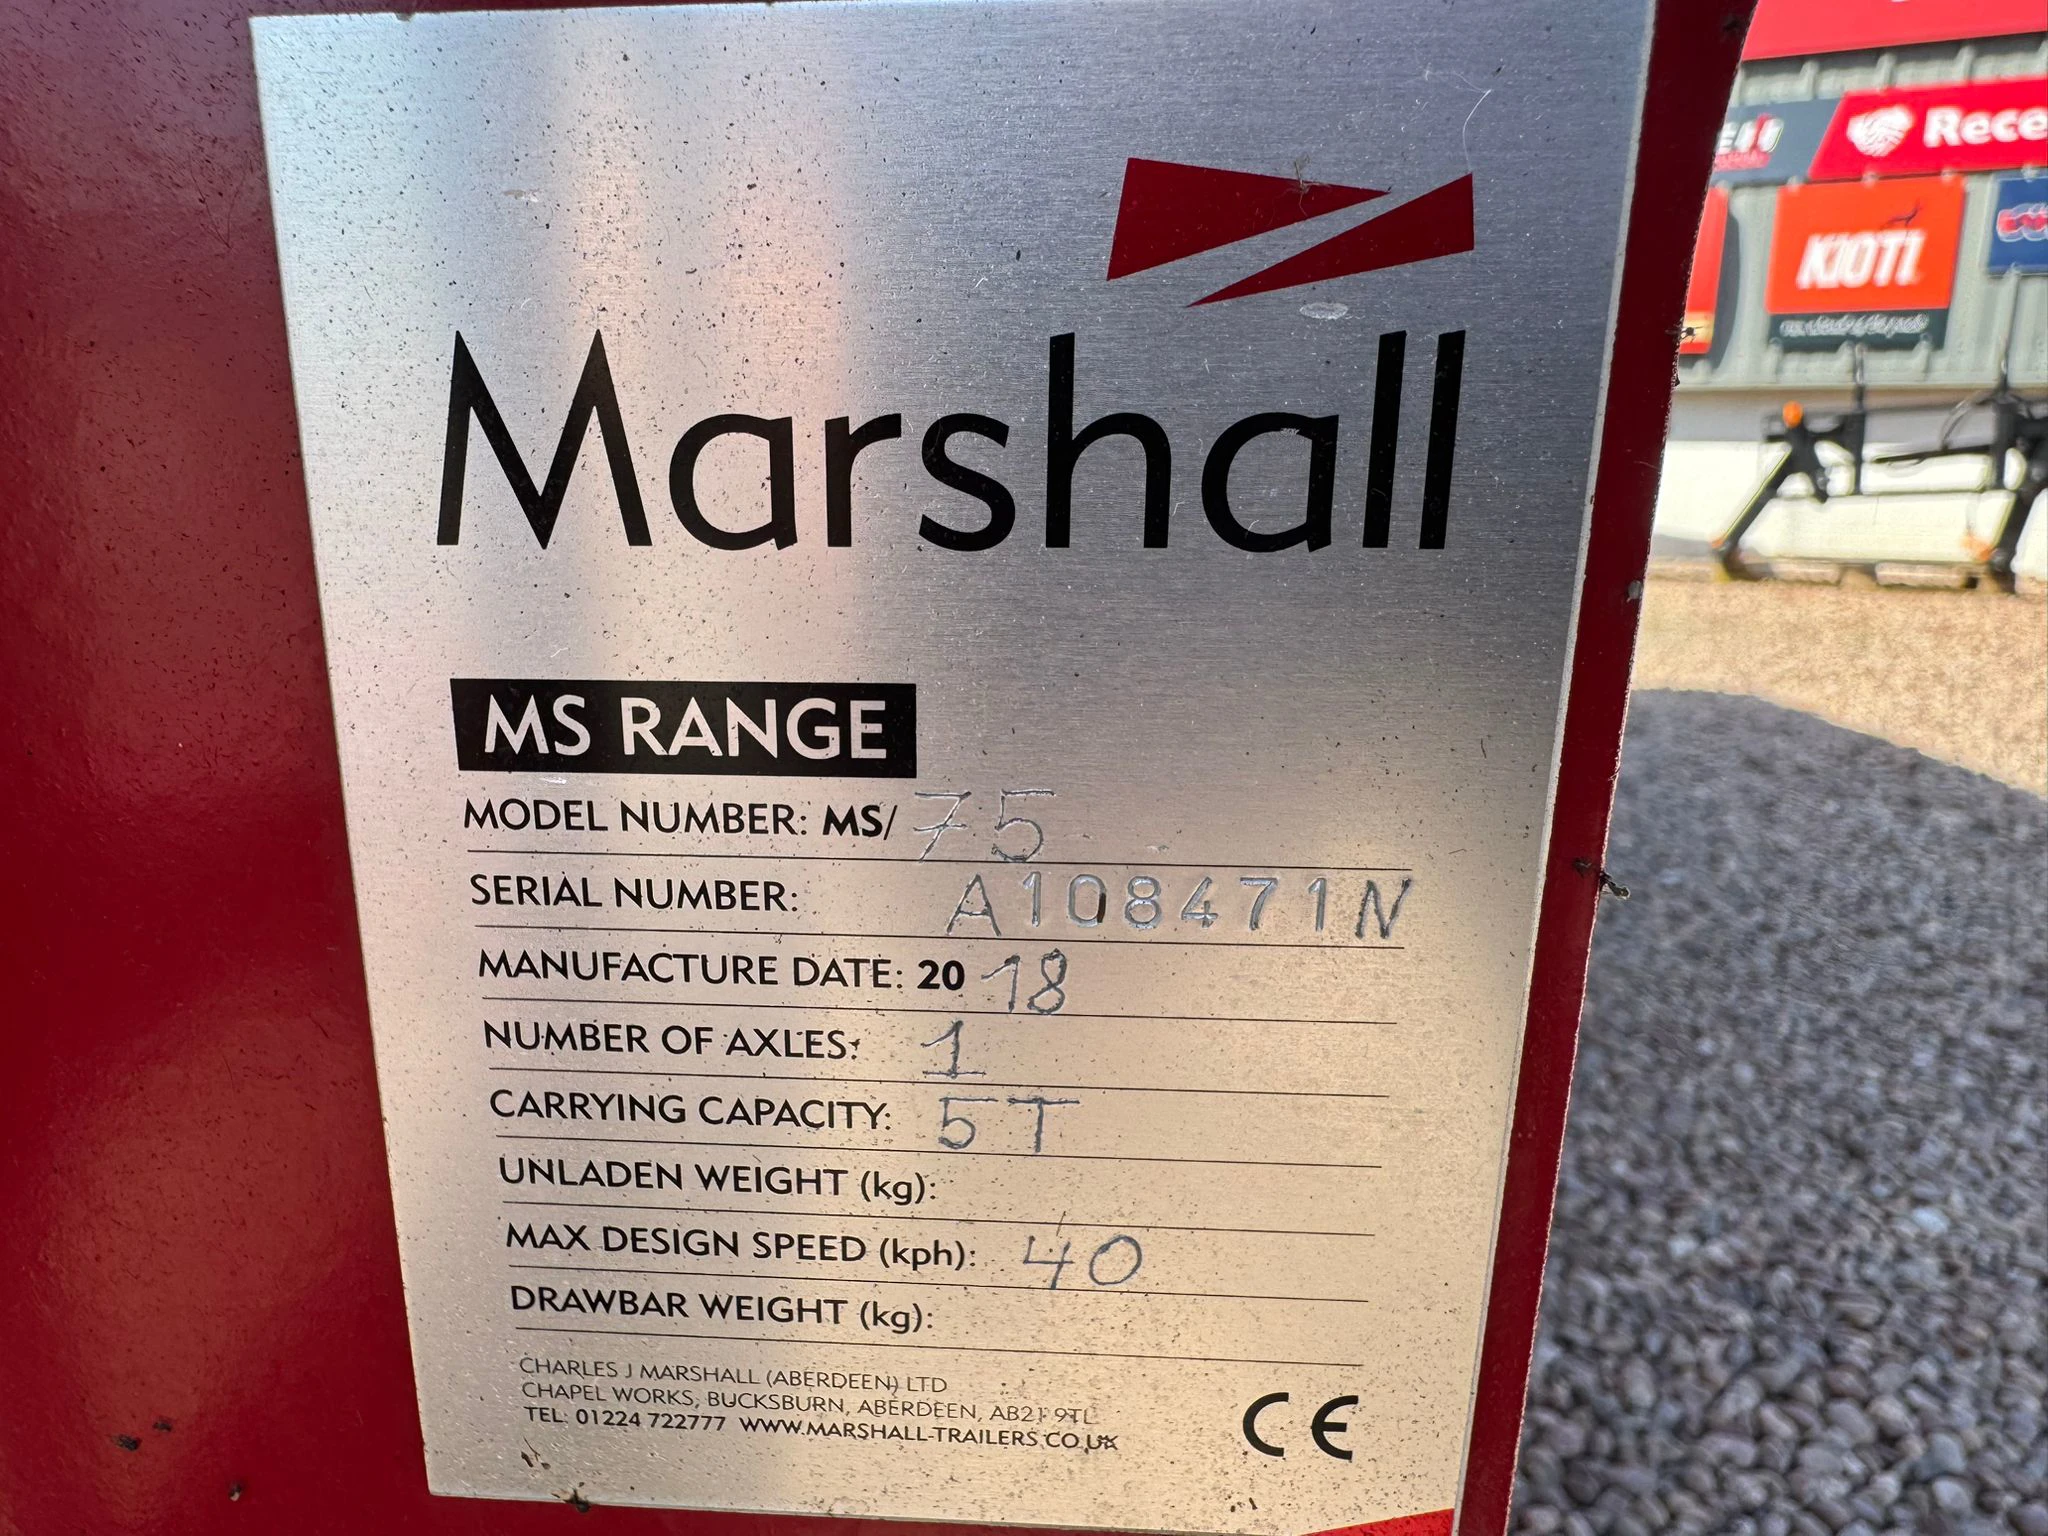 Marshall
MS RANGE
MODEL NUMBER: MS/75
SERIAL NUMBER: A108471N
MANUFACTURE DATE: 2018
NUMBER OF AXLES: 1
CARRYING CAPACITY: 5T
UNLADEN WEIGHT (kg):
MAX DESIGN SPEED (kph): 40
DRAWBAR WEIGHT (kg):
CHARLES J MARSHALL (ABERDEEN) LTD
CHAPEL WORKS, BUCKSBURN, ABERDEEN, AB21 9TL
TEL: 01224 722777 WWW.MARSHALL-TRAILERS.CO.UK
CE
Rece
KIOTI